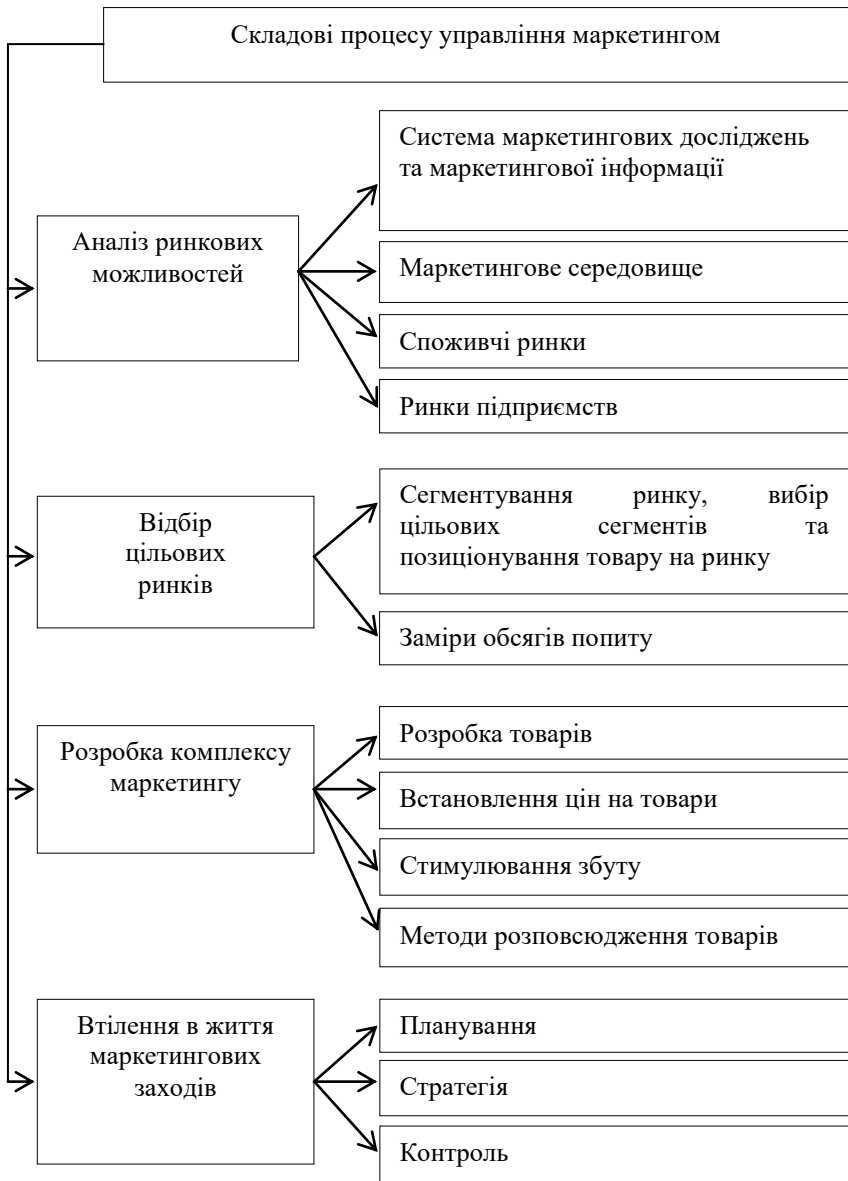 Складові процесу управління маркетингом
Аналіз ринкових
можливостей
Система маркетингових досліджень
та маркетингової інформації
Маркетингове середовище
Споживчі ринки
Ринки підприємств
Відбір
цільових
ринків
Сегментування ринку, вибір
цільових сегментів та
позиціонування товару на ринку
Заміри обсягів попиту
Розробка комплексу
маркетингу
Розробка товарів
Встановлення цін на товари
Стимулювання збуту
Методи розповсюдження товарів
Втілення в життя
маркетингових
заходів
Планування
Стратегія
Контроль